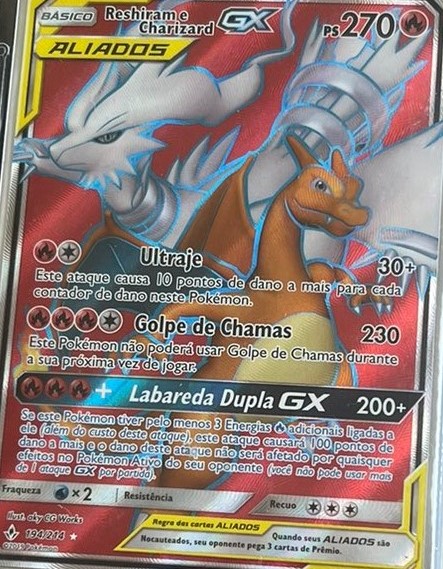 BÁSICO Reshiram e Charizard GX PS 270
ALIADOS
Ultraje 30+
Este ataque causa 10 pontos de dano a mais para cada
contador de dano neste Pokémon.
Golpe de Chamas 230
Este Pokémon não poderá usar Golpe de Chamas durante
a sua próxima vez de jogar.
+ Labareda Dupla GX 200+
Se este Pokémon tiver pelo menos 3 Energias adicionais ligadas a
ele (além do custo deste ataque), este ataque causará 100 pontos de
dano a mais e o dano deste ataque não será afetado por quaisquer
efeitos no Pokémon Ativo do seu oponente (você não pode usar mais
de 1 ataque GX por partida).
Fraqueza ×2 Resistência Recuo
Ilust. aky CG Works
194/214
©2019 Pokémon
Regra das cartas ALIADOS
Quando seus ALIADOS são
Nocauteados, seu oponente pega 3 cartas de Prêmio.